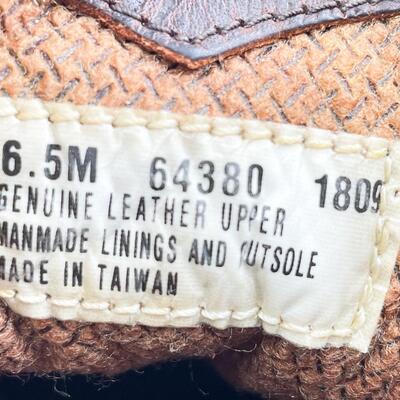 6.5M 64380 1809
GENUINE LEATHER UPPER
MANMADE LININGS AND OUTSOLE
MADE IN TAIWAN